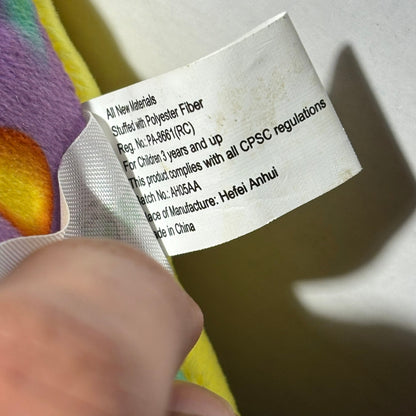 All New Materials
Stuffed with Polyester Fiber
Reg. No: PA-8661(RC)
For Children 3 years and up
This product complies with all CPSC regulations
atch No.: AH05AA
lace of Manufacture: Hefei Anhui
de in China